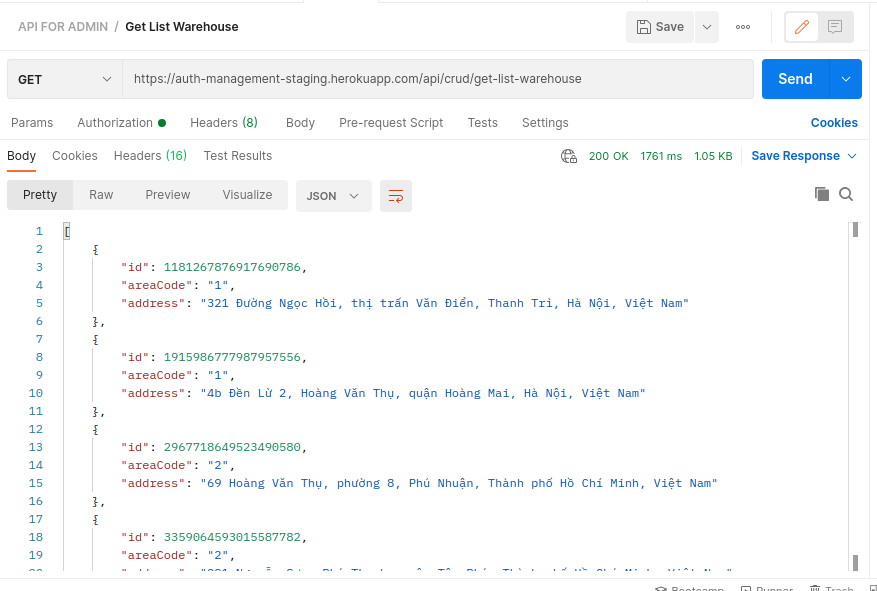 API FOR ADMIN / Get List Warehouse Save
GET https://auth-management-staging.herokuapp.com/api/crud/get-list-warehouse Send
Params Authorization Headers (8) Body Pre-request Script Tests Settings Cookies
Body Cookies Headers (16) Test Results 200 OK 1761 ms 1.05 KB Save Response
Pretty Raw Preview Visualize JSON
1 [
2 {
3 "id": 1181267876917690786,
4 "areaCode": "1",
5 "address": "321 Đường Ngọc Hồi, thị trấn Văn Điển, Thanh Trì, Hà Nội, Việt Nam"
6 },
7 {
8 "id": 1915986777987957556,
9 "areaCode": "1",
10 "address": "4b Đền Lừ 2, Hoàng Văn Thụ, quận Hoàng Mai, Hà Nội, Việt Nam"
11 },
12 {
13 "id": 2967718649523490580,
14 "areaCode": "2",
15 "address": "69 Hoàng Văn Thụ, phường 8, Phú Nhuận, Thành phố Hồ Chí Minh, Việt Nam"
16 },
17 {
18 "id": 3359064593015587782,
19 "areaCode": "2",
Bootcamp Runner Trash